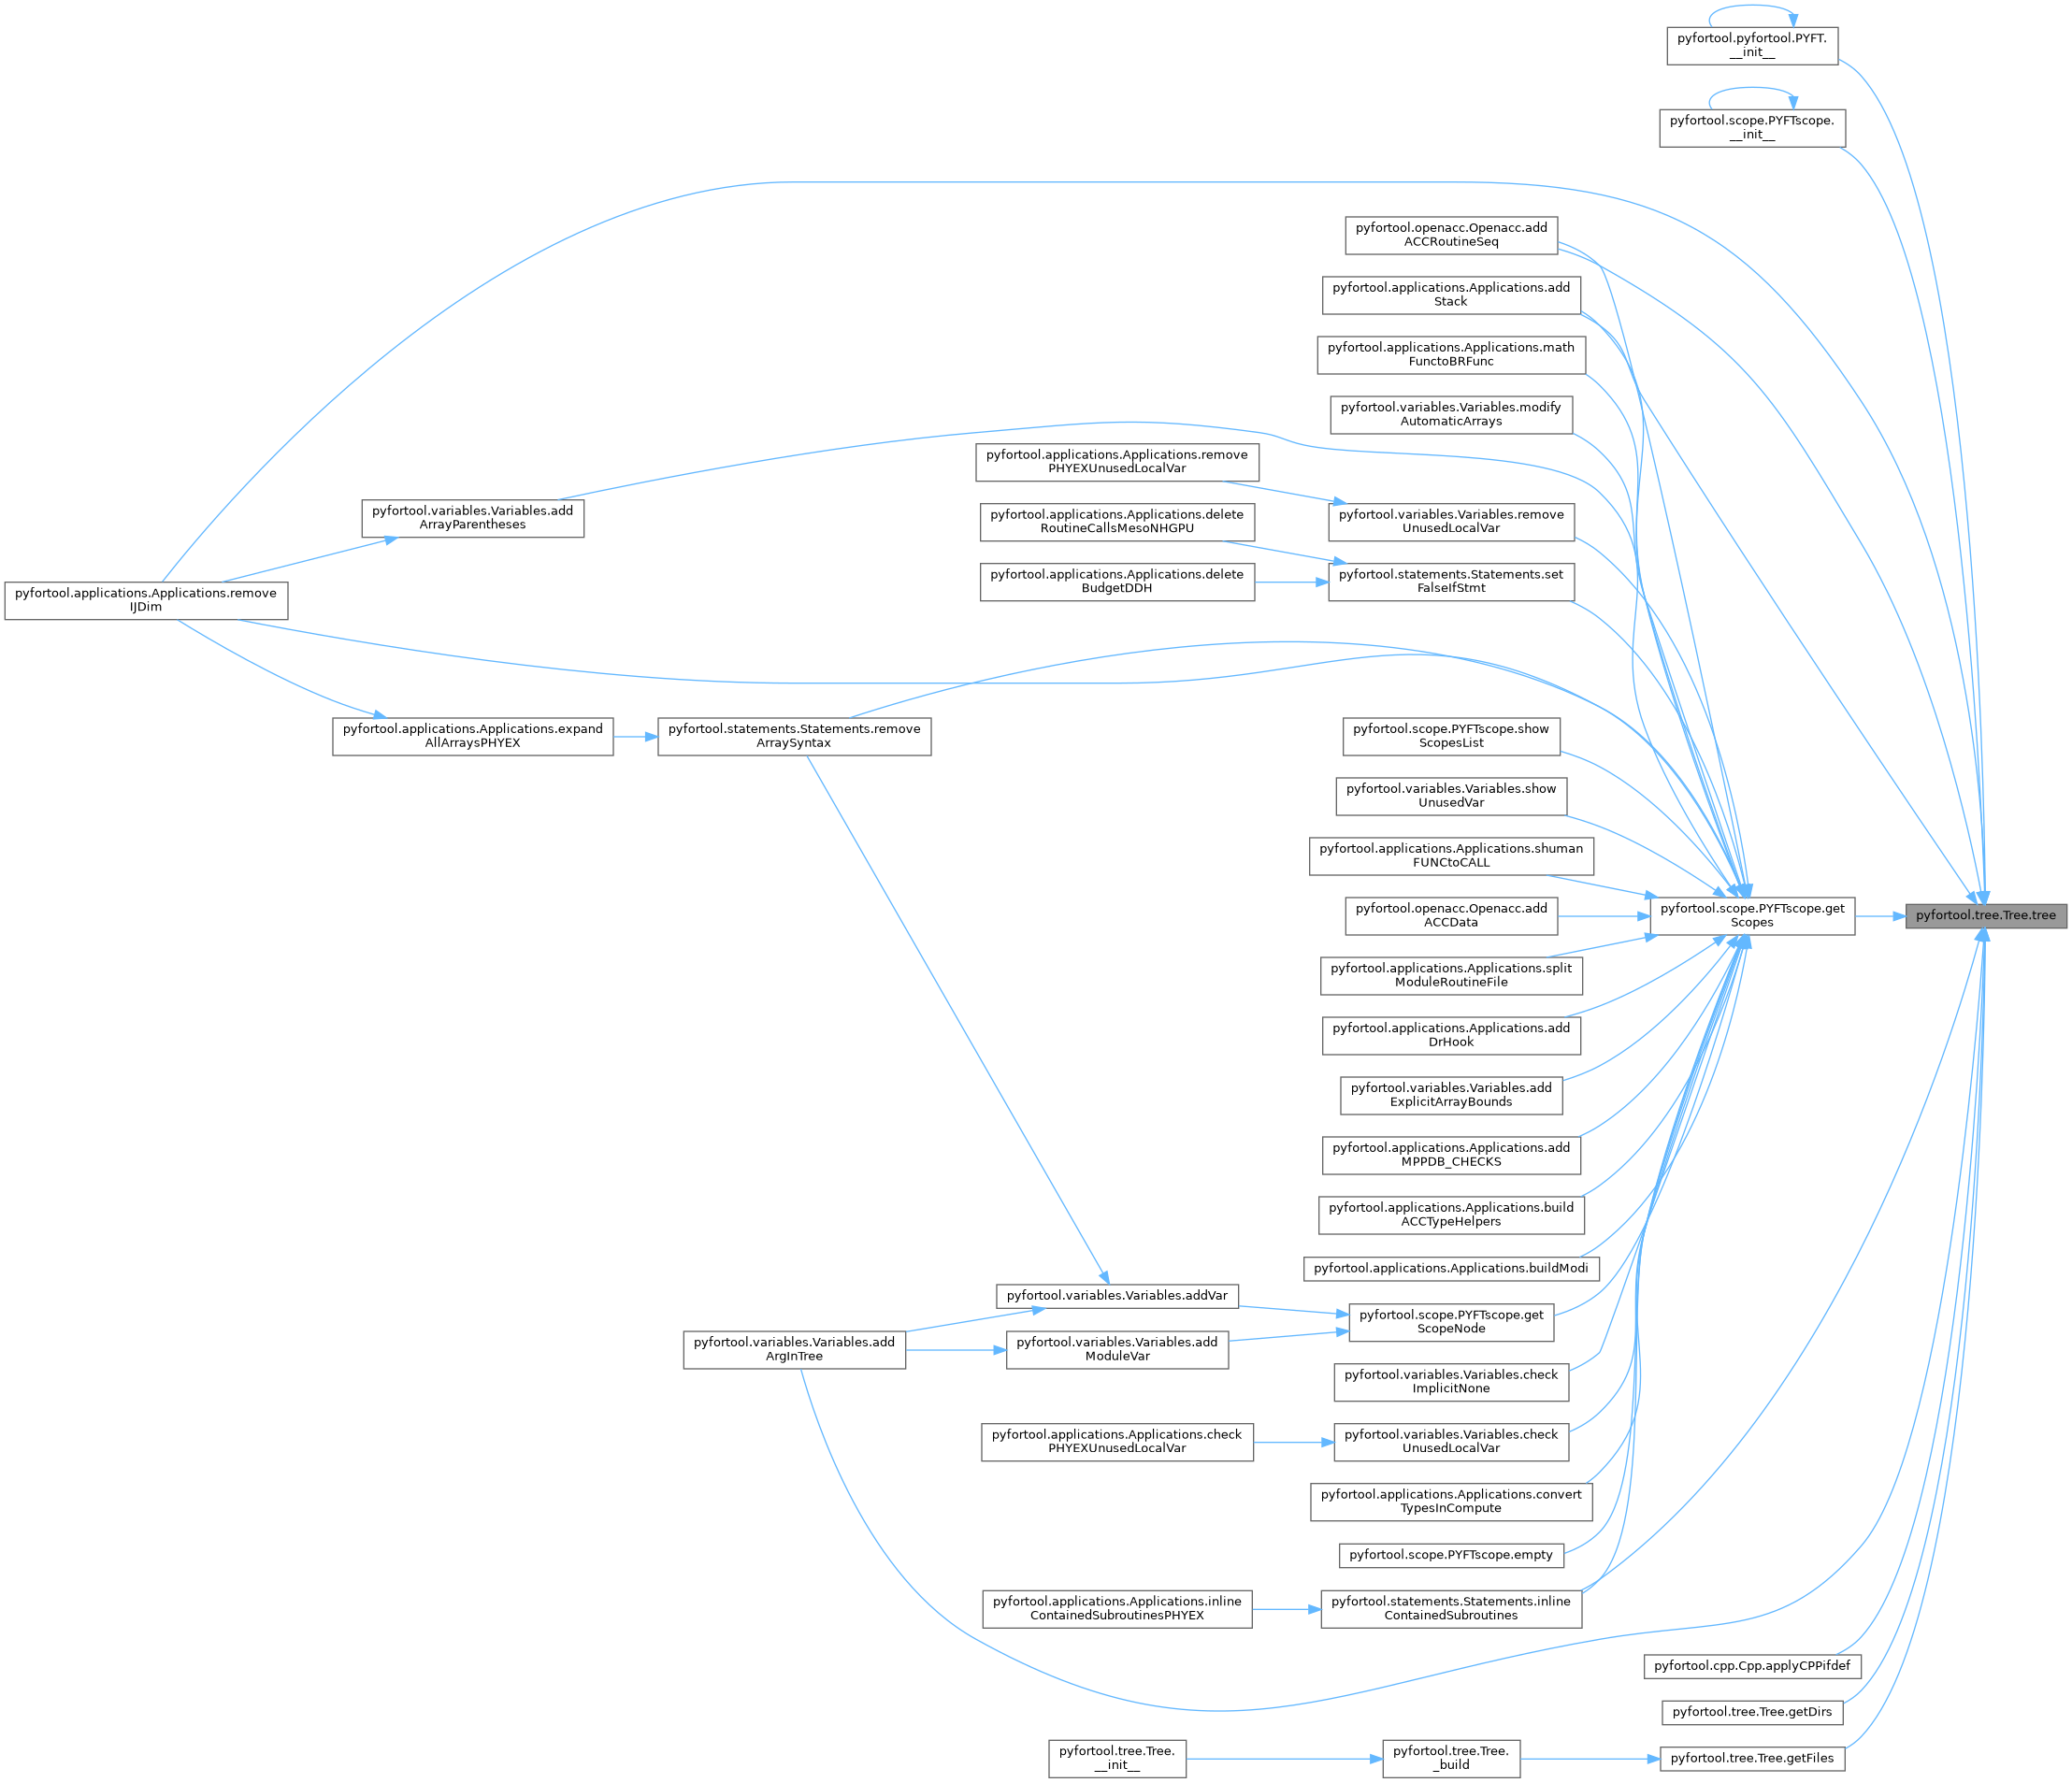 pyfortool.pyfortool.PYFT.
__init__
pyfortool.scope.PYFTscope.
__init__
pyfortool.openacc.Openacc.add
ACCRoutineSeq
pyfortool.applications.Applications.add
Stack
pyfortool.applications.Applications.math
FunctoBRFunc
pyfortool.variables.Variables.modify
AutomaticArrays
pyfortool.applications.Applications.remove
PHYEXUnusedLocalVar
pyfortool.variables.Variables.add
ArrayParentheses
pyfortool.applications.Applications.delete
RoutineCallsMesoNHGPU
pyfortool.variables.Variables.remove
UnusedLocalVar
pyfortool.applications.Applications.delete
BudgetDDH
pyfortool.statements.Statements.set
FalseIfStmt
pyfortool.applications.Applications.remove
IJDim
pyfortool.applications.Applications.expand
AllArraysPHYEX
pyfortool.statements.Statements.remove
ArraySyntax
pyfortool.scope.PYFTscope.show
ScopesList
pyfortool.variables.Variables.show
UnusedVar
pyfortool.applications.Applications.shuman
FUNCtoCALL
pyfortool.openacc.Openacc.add
ACCData
pyfortool.scope.PYFTscope.get
Scopes
pyfortool.tree.Tree.tree
pyfortool.applications.Applications.split
ModuleRoutineFile
pyfortool.applications.Applications.add
DrHook
pyfortool.variables.Variables.add
ExplicitArrayBounds
pyfortool.applications.Applications.add
MPPDB_CHECKS
pyfortool.applications.Applications.build
ACCTypeHelpers
pyfortool.applications.Applications.buildModi
pyfortool.variables.Variables.addVar
pyfortool.scope.PYFTscope.get
ScopeNode
pyfortool.variables.Variables.add
ArgInTree
pyfortool.variables.Variables.add
ModuleVar
pyfortool.variables.Variables.check
ImplicitNone
pyfortool.applications.Applications.check
PHYEXUnusedLocalVar
pyfortool.variables.Variables.check
UnusedLocalVar
pyfortool.applications.Applications.convert
TypesInCompute
pyfortool.scope.PYFTscope.empty
pyfortool.applications.Applications.inline
ContainedSubroutinesPHYEX
pyfortool.statements.Statements.inline
ContainedSubroutines
pyfortool.cpp.Cpp.applyCPPifdef
pyfortool.tree.Tree.getDirs
pyfortool.tree.Tree.
__init__
pyfortool.tree.Tree.
_build
pyfortool.tree.Tree.getFiles